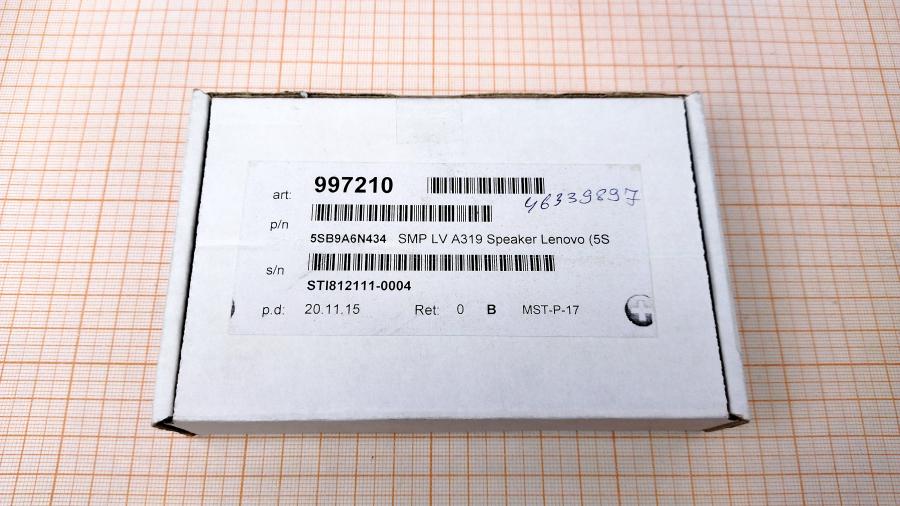 art: 997210
46339897
p/n
5SB9A6N434 SMP LV A319 Speaker Lenovo (5S
s/n
STI812111-0004
p.d: 20.11.15 Ret: 0 B MST-P-17